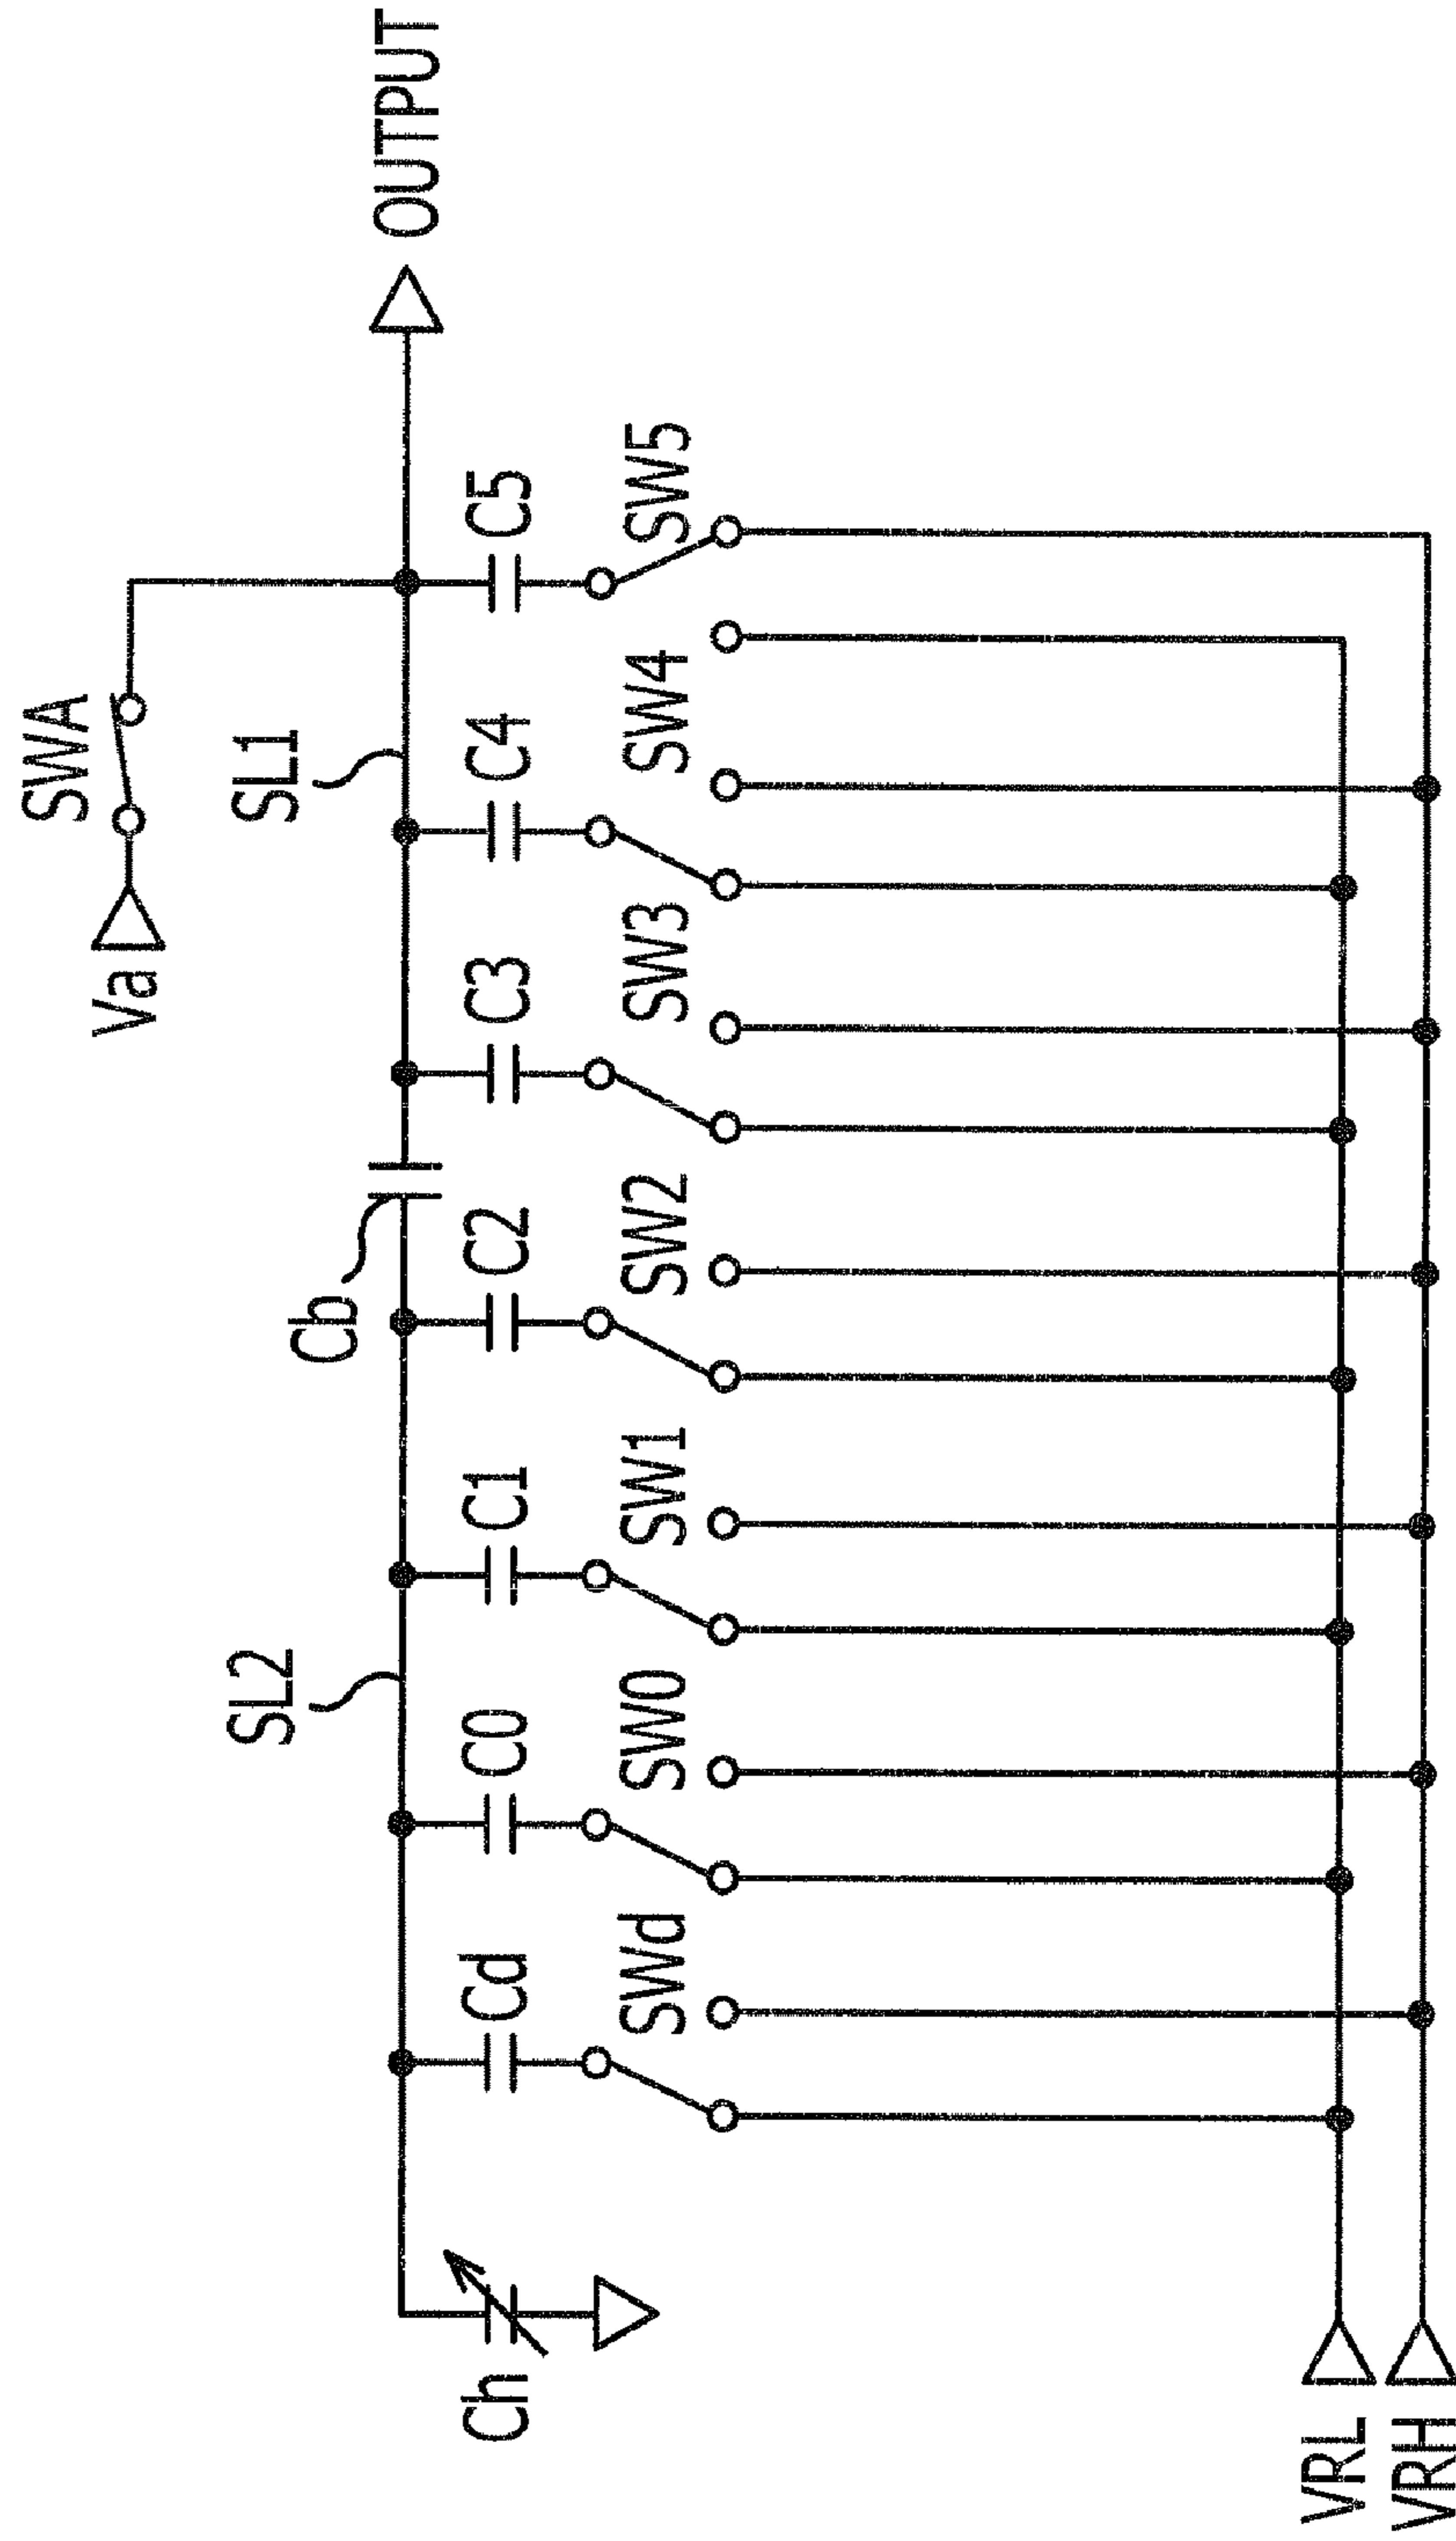 SWA
Va
SL1
SL2
Cb
OUTPUT
Ch
Cd
C0
C1
C2
C3
C4
C5
SWd
SW0
SW1
SW2
SW3
SW4
SW5
VRL
VRH